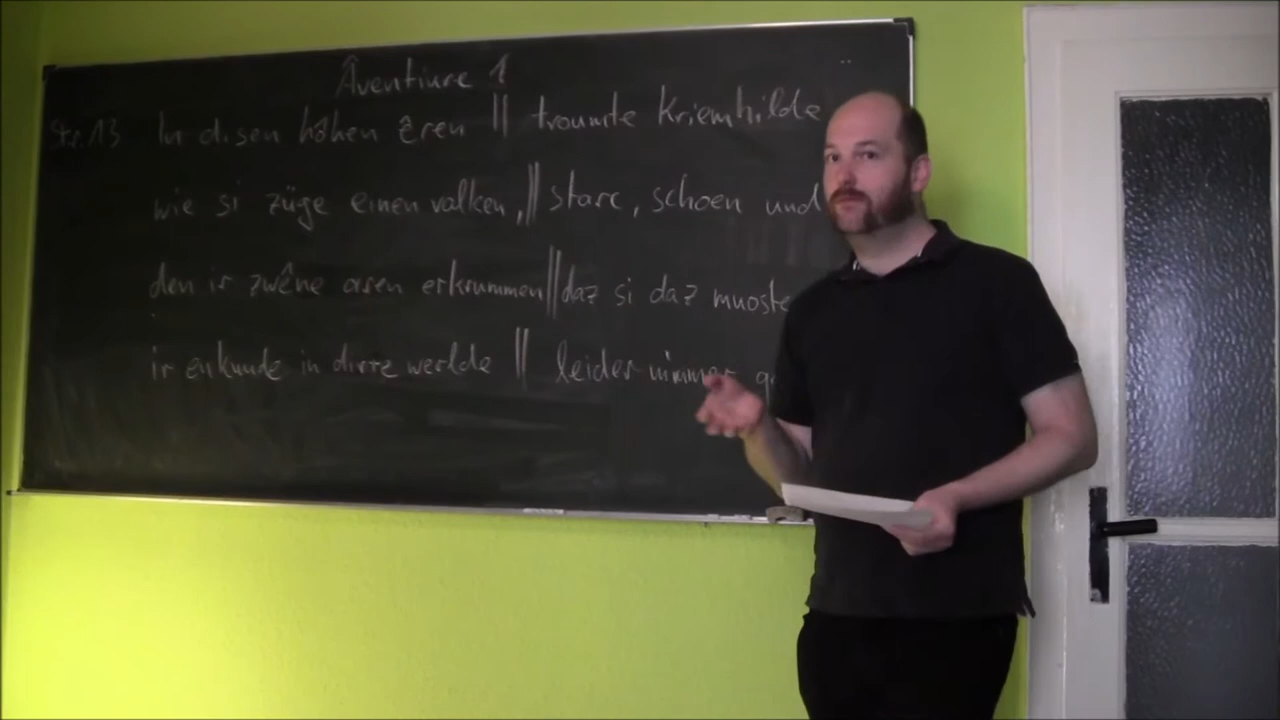 Âventiure 1
Str. 13 In disen hôhen êren || troumte Kriemhilde
wie si züge einen valken, || starc, schoen und
den ir zwêne aren erkrummen || daz si daz muoste
ir enkunde in dirre werlde || leider nimmer